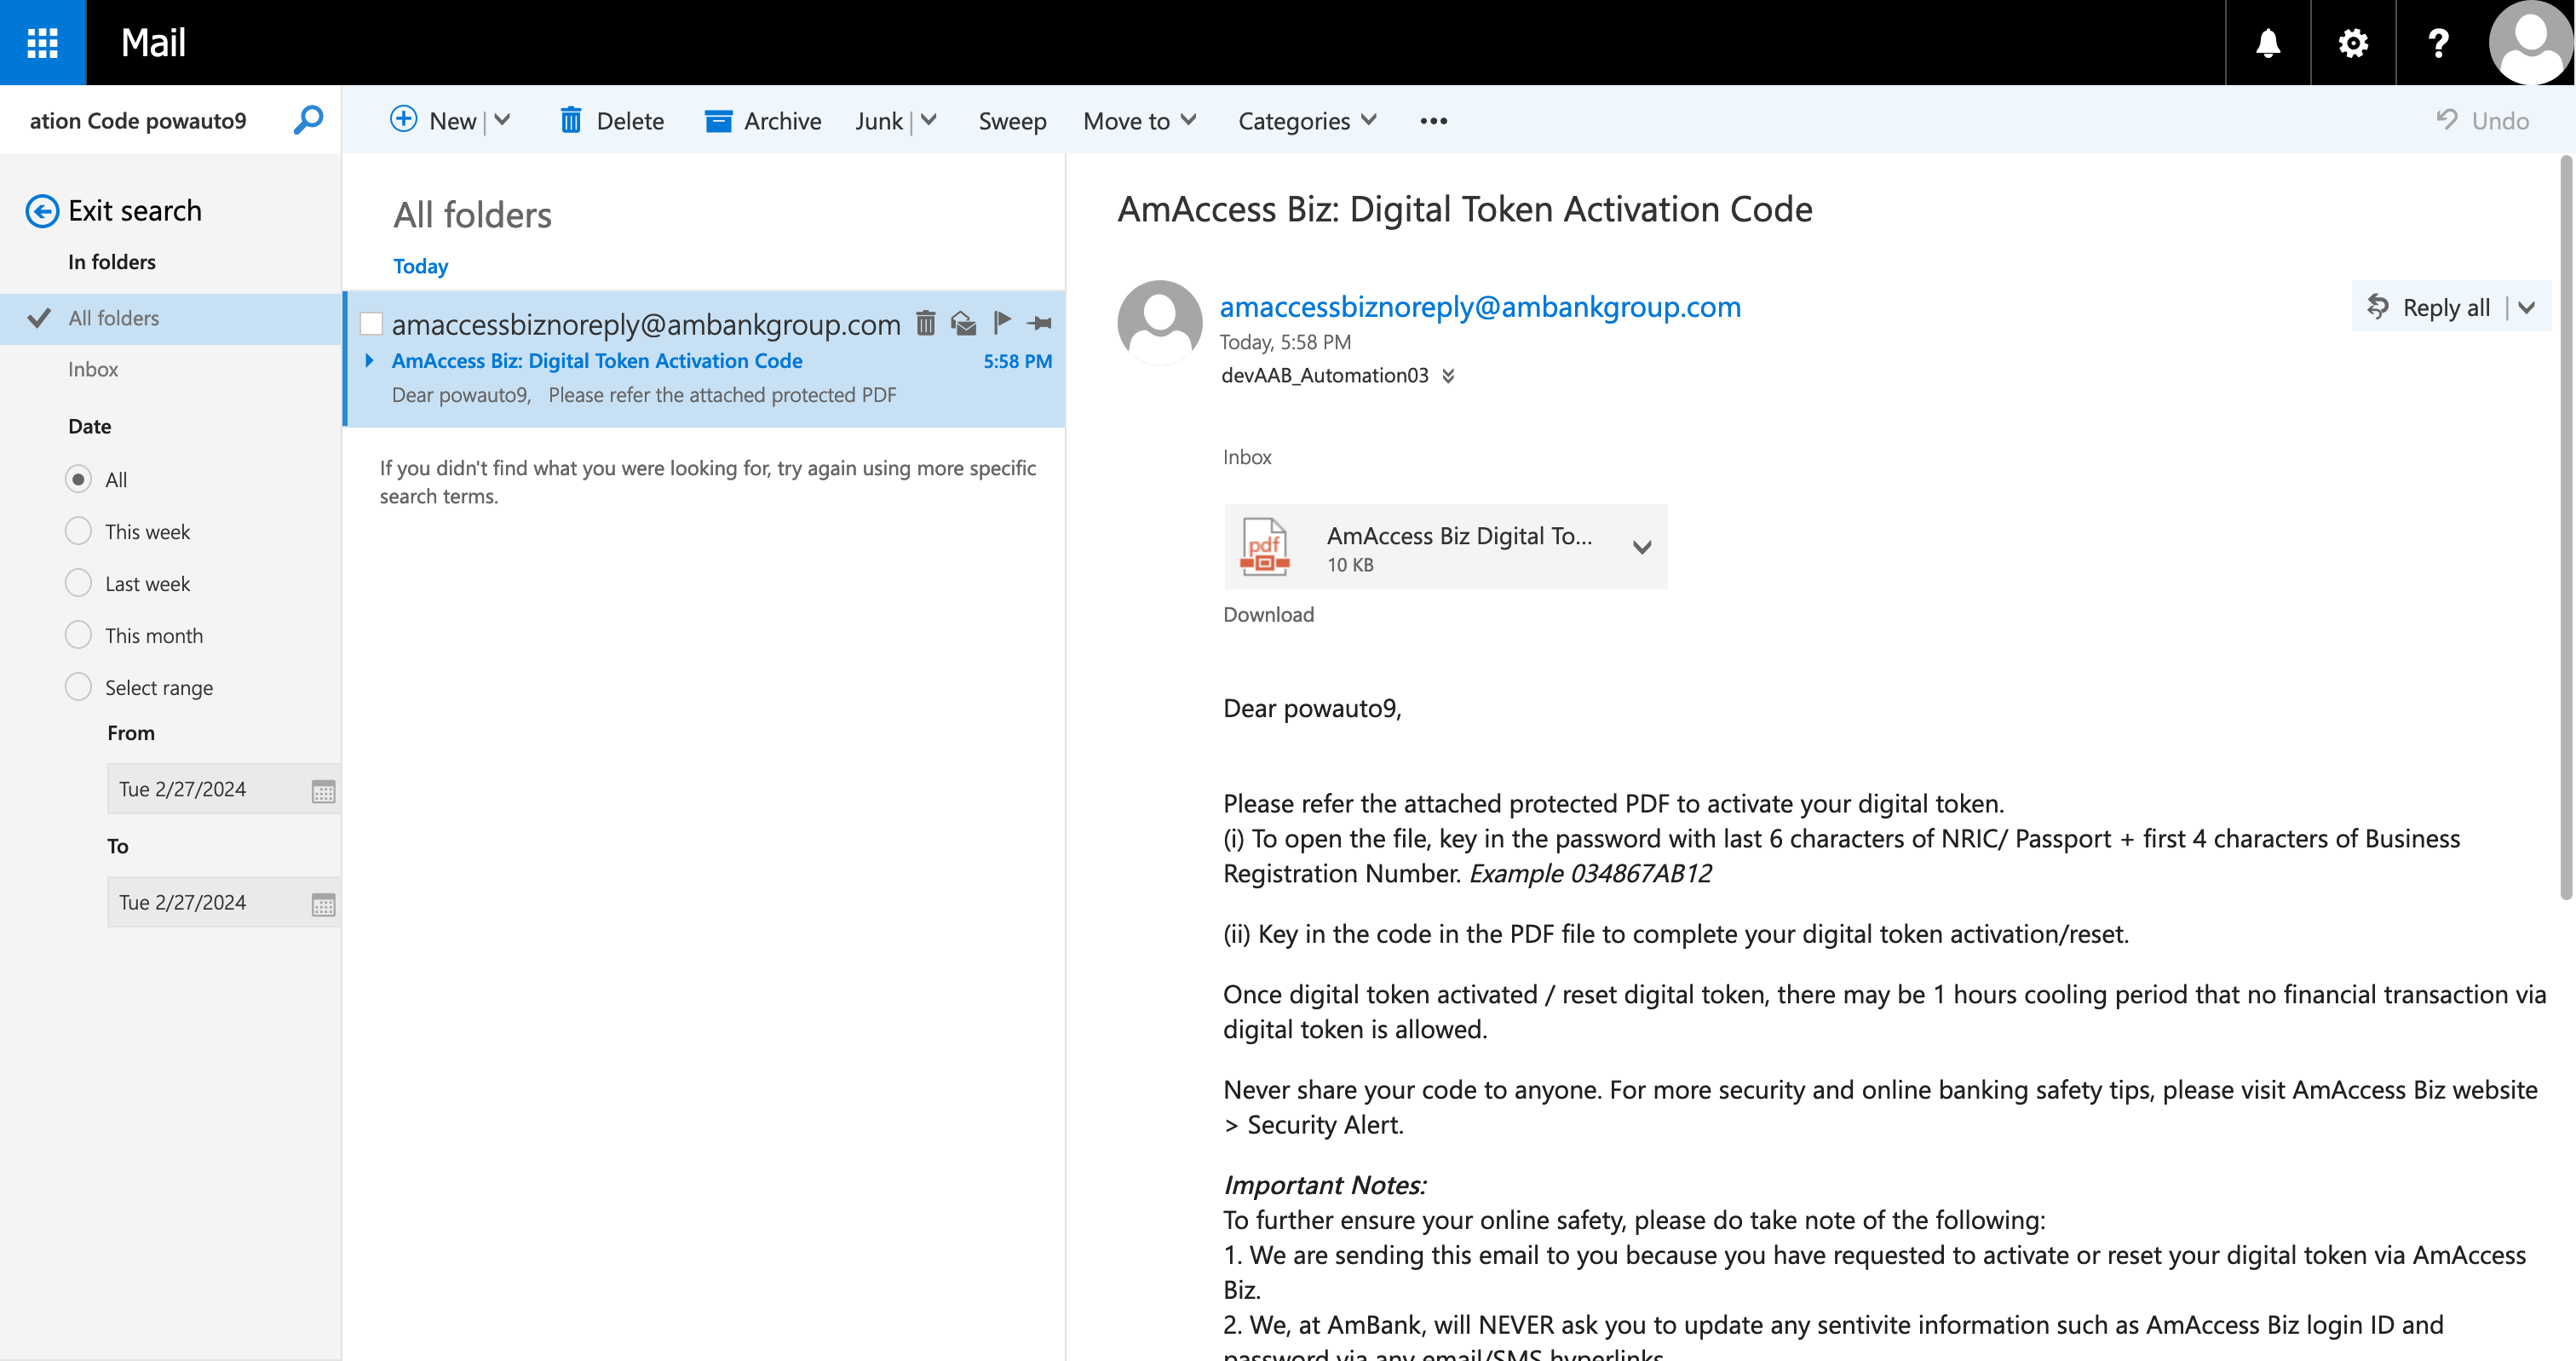 Mail
ation Code powauto9
New
Delete
Archive
Junk
Sweep
Move to
Categories
Undo
Exit search
In folders
All folders
Inbox
Date
All
This week
Last week
This month
Select range
From
Tue 2/27/2024
To
Tue 2/27/2024
All folders
Today
amaccessbiznoreply@ambankgroup.com
AmAccess Biz: Digital Token Activation Code 5:58 PM
Dear powauto9, Please refer the attached protected PDF
If you didn't find what you were looking for, try again using more specific
search terms.
AmAccess Biz: Digital Token Activation Code
amaccessbiznoreply@ambankgroup.com
Reply all
Today, 5:58 PM
devAAB_Automation03
Inbox
pdf
AmAccess Biz Digital To...
10 KB
Download
Dear powauto9,
Please refer the attached protected PDF to activate your digital token.
(i) To open the file, key in the password with last 6 characters of NRIC/ Passport + first 4 characters of Business
Registration Number. Example 034867AB12
(ii) Key in the code in the PDF file to complete your digital token activation/reset.
Once digital token activated / reset digital token, there may be 1 hours cooling period that no financial transaction via
digital token is allowed.
Never share your code to anyone. For more security and online banking safety tips, please visit AmAccess Biz website
> Security Alert.
Important Notes:
To further ensure your online safety, please do take note of the following:
1. We are sending this email to you because you have requested to activate or reset your digital token via AmAccess
Biz.
2. We, at AmBank, will NEVER ask you to update any sentivite information such as AmAccess Biz login ID and
password via any email/SMS hyperlinks